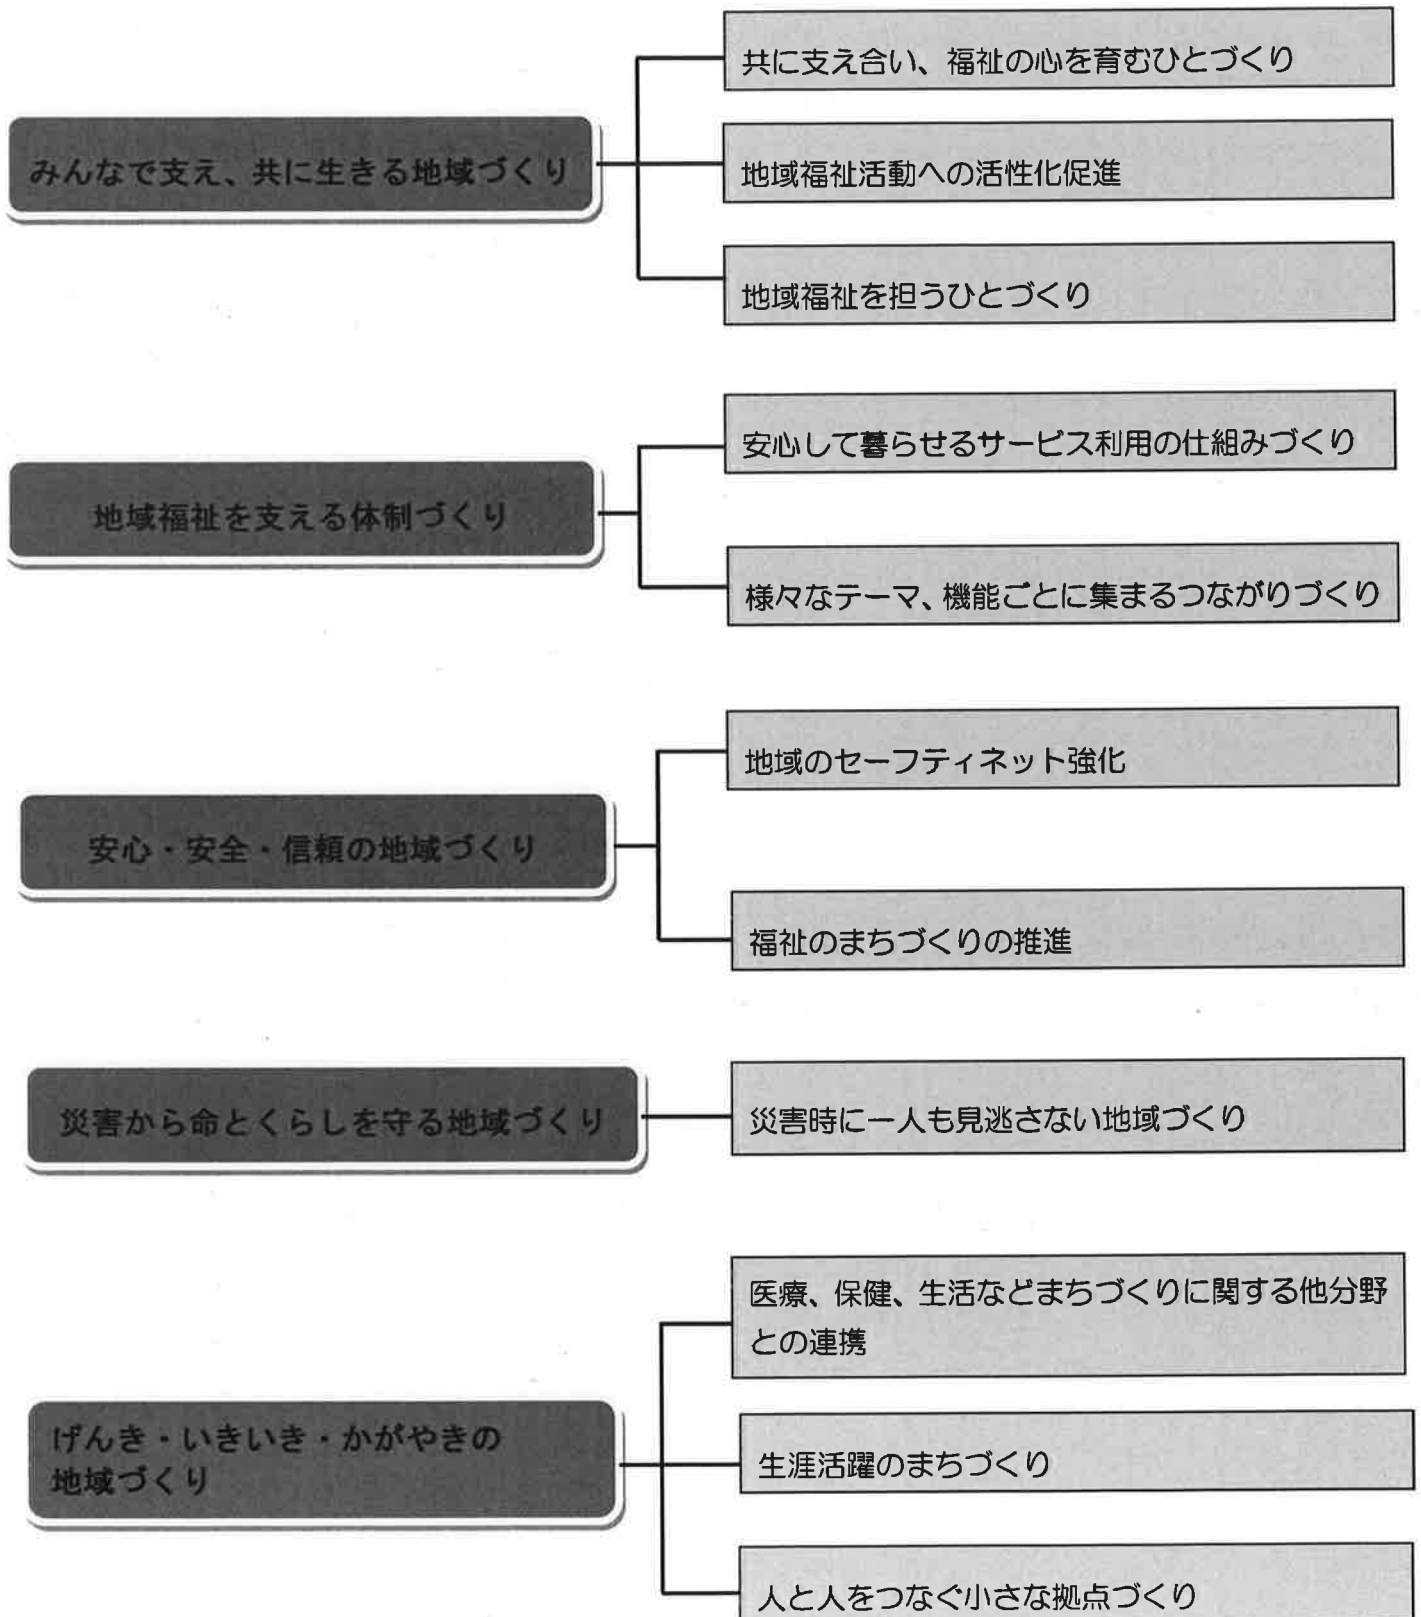 みんなで支え、共に生きる地域づくり
共に支え合い、福祉の心を育むひとづくり
地域福祉活動への活性化促進
地域福祉を担うひとづくり
地域福祉を支える体制づくり
安心して暮らせるサービス利用の仕組みづくり
様々なテーマ、機能ごとに集まるつながりづくり
安心・安全・信頼の地域づくり
地域のセーフティネット強化
福祉のまちづくりの推進
災害から命とくらしを守る地域づくり
災害時に一人も見逃さない地域づくり
げんき・いきいき・かがやきの
地域づくり
医療、保健、生活などまちづくりに関する他分野
との連携
生涯活躍のまちづくり
人と人をつなぐ小さな拠点づくり